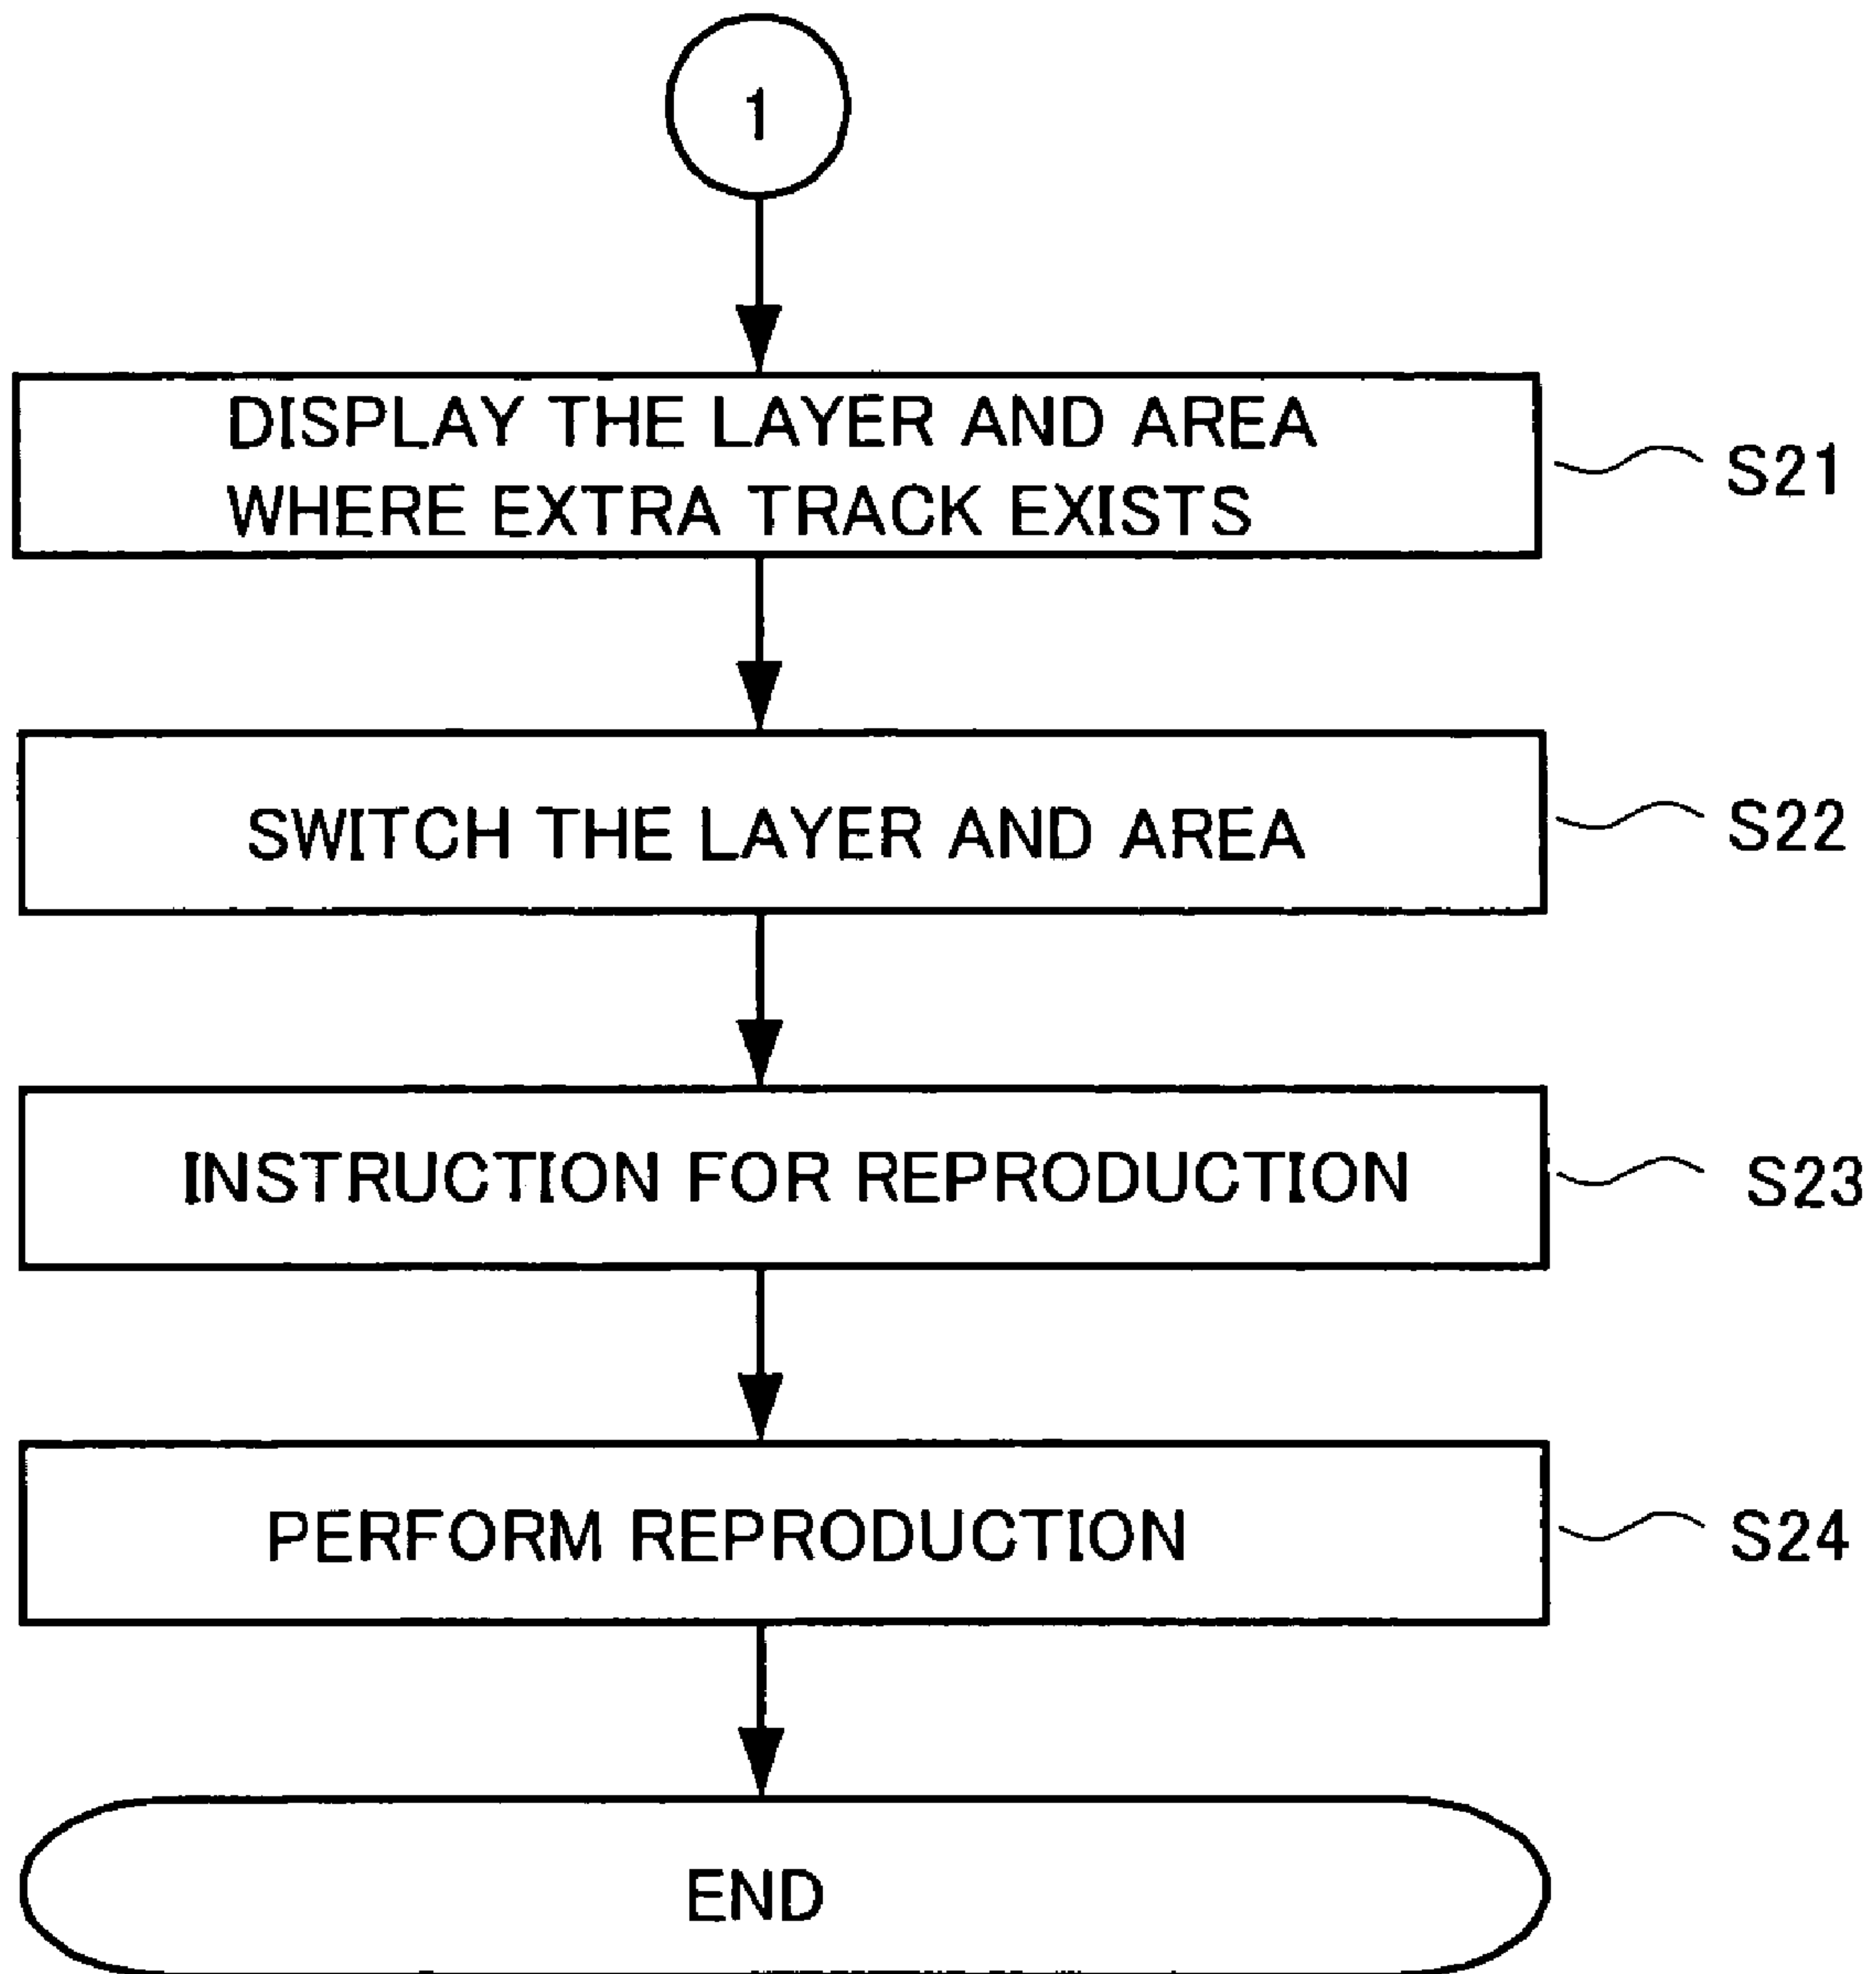 1
DISPLAY THE LAYER AND AREA
WHERE EXTRA TRACK EXISTS
S21
SWITCH THE LAYER AND AREA
S22
INSTRUCTION FOR REPRODUCTION
S23
PERFORM REPRODUCTION
S24
END